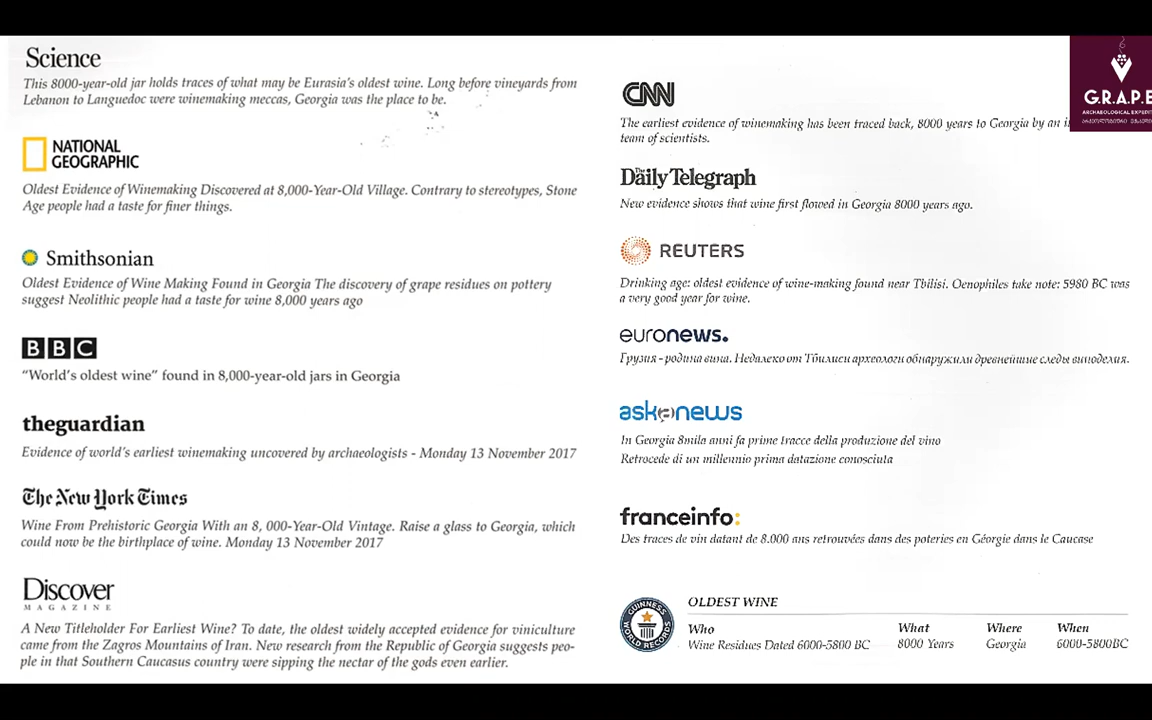 Science
This 8000-year-old jar holds traces of what may be Eurasia's oldest wine. Long before vineyards from
Lebanon to Languedoc were winemaking meccas, Georgia was the place to be.
NATIONAL
GEOGRAPHIC
Oldest Evidence of Winemaking Discovered at 8,000-Year-Old Village. Contrary to stereotypes, Stone
Age people had a taste for finer things.
Smithsonian
Oldest Evidence of Wine Making Found in Georgia The discovery of grape residues on pottery
suggest Neolithic people had a taste for wine 8,000 years ago
BBC
“World's oldest wine” found in 8,000-year-old jars in Georgia
theguardian
Evidence of world's earliest winemaking uncovered by archaeologists - Monday 13 November 2017
The New York Times
Wine From Prehistoric Georgia With an 8, 000-Year-Old Vintage. Raise a glass to Georgia, which
could now be the birthplace of wine. Monday 13 November 2017
Discover
MAGAZINE
A New Titleholder For Earliest Wine? To date, the oldest widely accepted evidence for viniculture
came from the Zagros Mountains of Iran. New research from the Republic of Georgia suggests peo-
ple in that Southern Caucasus country were sipping the nectar of the gods even earlier.
CNN
The earliest evidence of winemaking has been traced back, 8000 years to Georgia by an
team of scientists.
The Daily Telegraph
New evidence shows that wine first flowed in Georgia 8000 years ago.
REUTERS
Drinking age: oldest evidence of wine-making found near Tbilisi. Oenophiles take note: 5980 BC was
a very good year for wine.
euronews.
Грузия - родина вина. Недалеко от Тбилиси археологи обнаружили древнейшие следы виноделия.
askanews
In Georgia 8mila anni fa prime tracce della produzione del vino
Retrocede di un millennio prima datazione conosciuta
franceinfo:
Des traces de vin datant de 8.000 ans retrouvées dans des poteries en Géorgie dans le Caucase
GUINNESS
WORLD RECORDS
OLDEST WINE
Who What Where When
Wine Residues Dated 6000-5800 BC 8000 Years Georgia 6000-5800BC
G.R.A.P.E
ARCHAEOLOGICAL